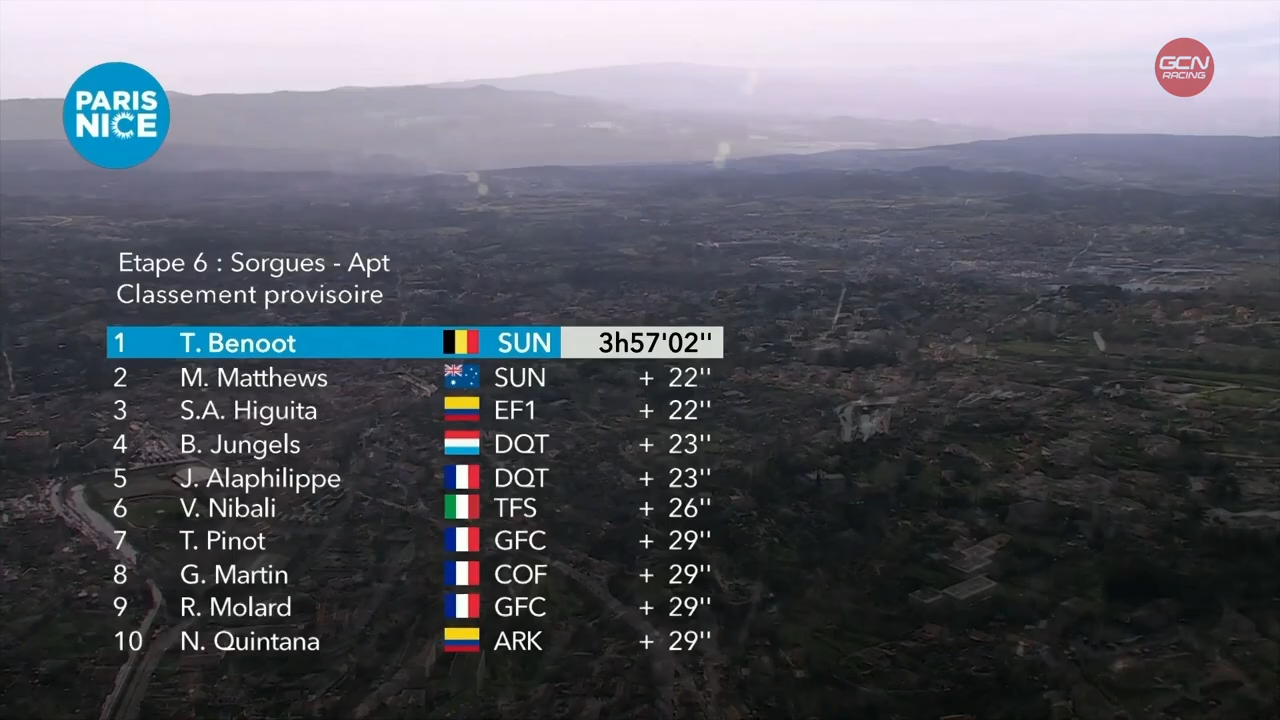 PARIS
NICE
GCN
RACING
Etape 6 : Sorgues - Apt
Classement provisoire
1 T. Benoot SUN 3h57'02''
2 M. Matthews SUN + 22''
3 S.A. Higuita EF1 + 22''
4 B. Jungels DQT + 23''
5 J. Alaphilippe DQT + 23''
6 V. Nibali TFS + 26''
7 T. Pinot GFC + 29''
8 G. Martin COF + 29''
9 R. Molard GFC + 29''
10 N. Quintana ARK + 29''